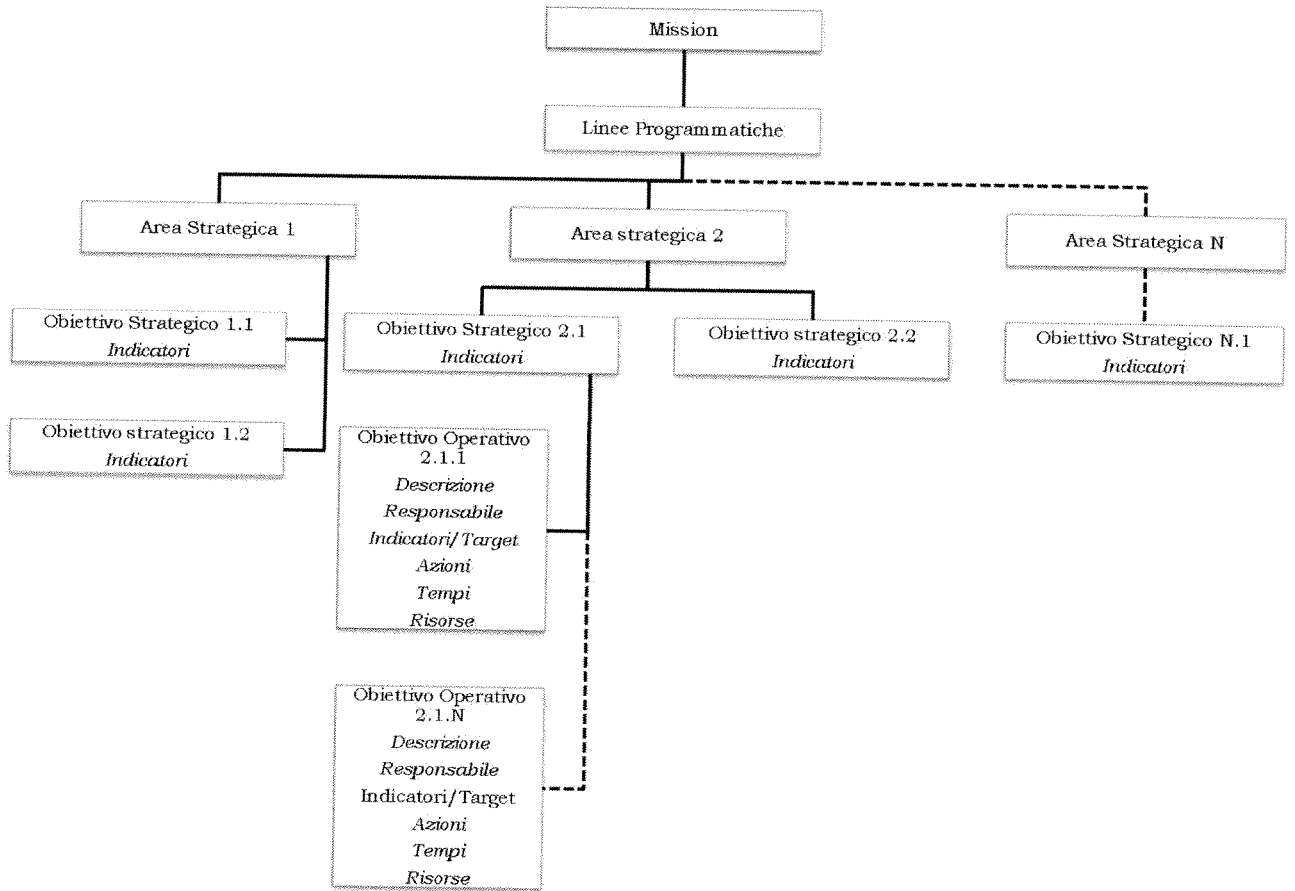 Mission
Linee Programmatiche
Area Strategica 1
Area strategica 2
Area Strategica N
Obiettivo Strategico 1.1
Indicatori
Obiettivo Strategico 2.1
Indicatori
Obiettivo strategico 2.2
Indicatori
Obiettivo Strategico N.1
Indicatori
Obiettivo strategico 1.2
Indicatori
Obiettivo Operativo
2.1.1
Descrizione
Responsabile
Indicatori/Target
Azioni
Tempi
Risorse
Obiettivo Operativo
2.1.N
Descrizione
Responsabile
Indicatori/Target
Azioni
Tempi
Risorse